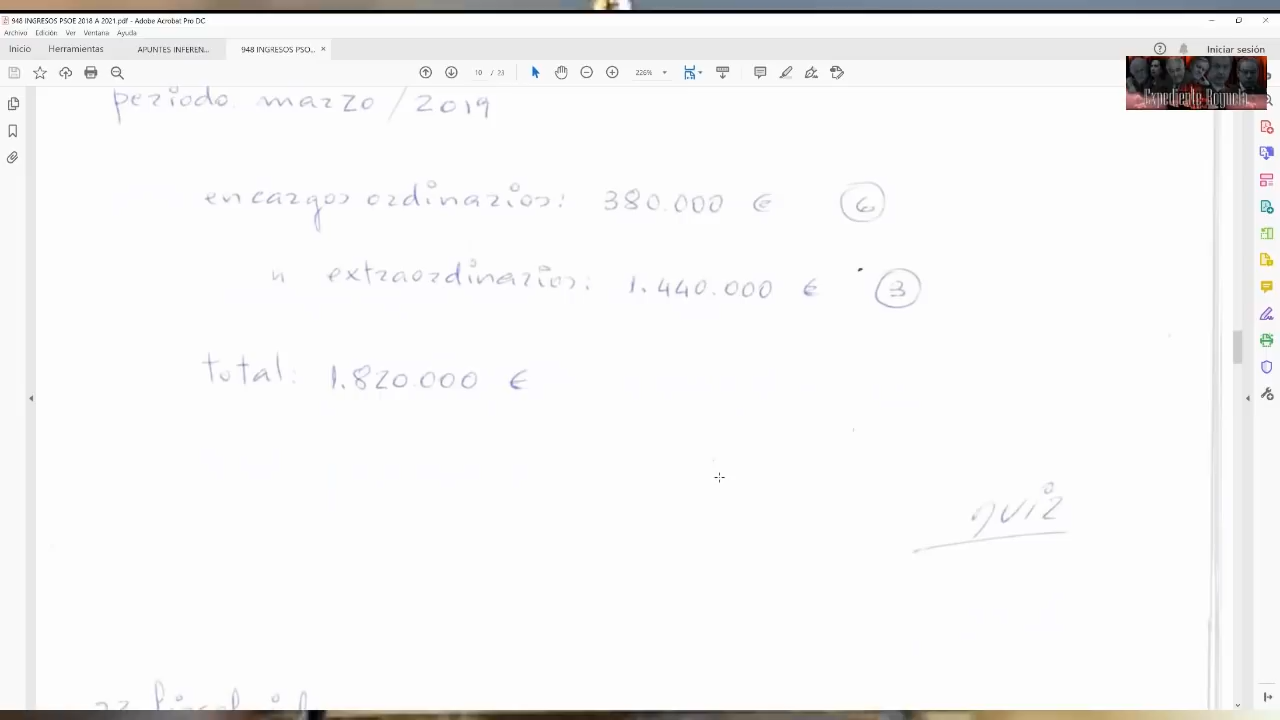 948 INGRESOS PSOE 2018 A 2021.pdf - Adobe Acrobat Pro DC
Archivo Edición Ver Ventana Ayuda
Inicio Herramientas APUNTES INFEREN... 948 INGRESOS PSO... × Iniciar sesión
10 / 23 226%
Expediente Royuela
periodo marzo / 2019
encargos ordinarios: 380.000 € 6
" extraordinarios: 1.440.000 € 3
total: 1.820.000 €